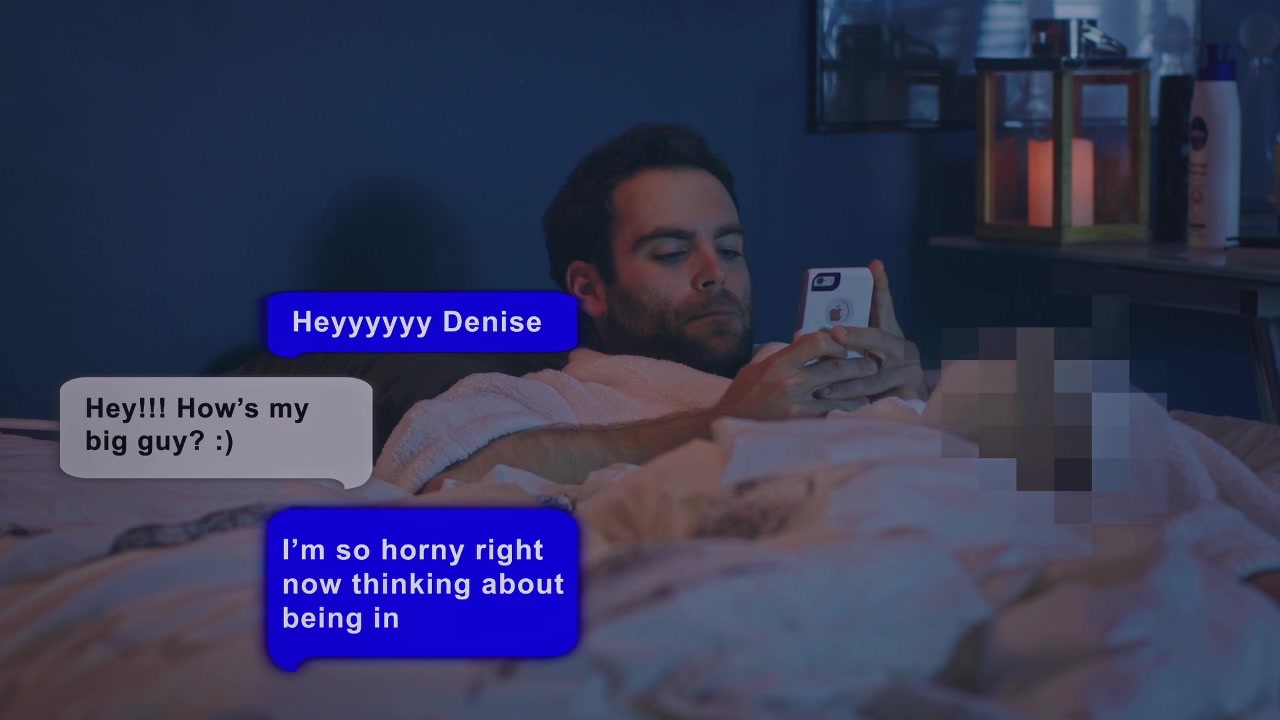 Heyyyyyy Denise
Hey!!! How’s my
big guy? :)
I’m so horny right
now thinking about
being in